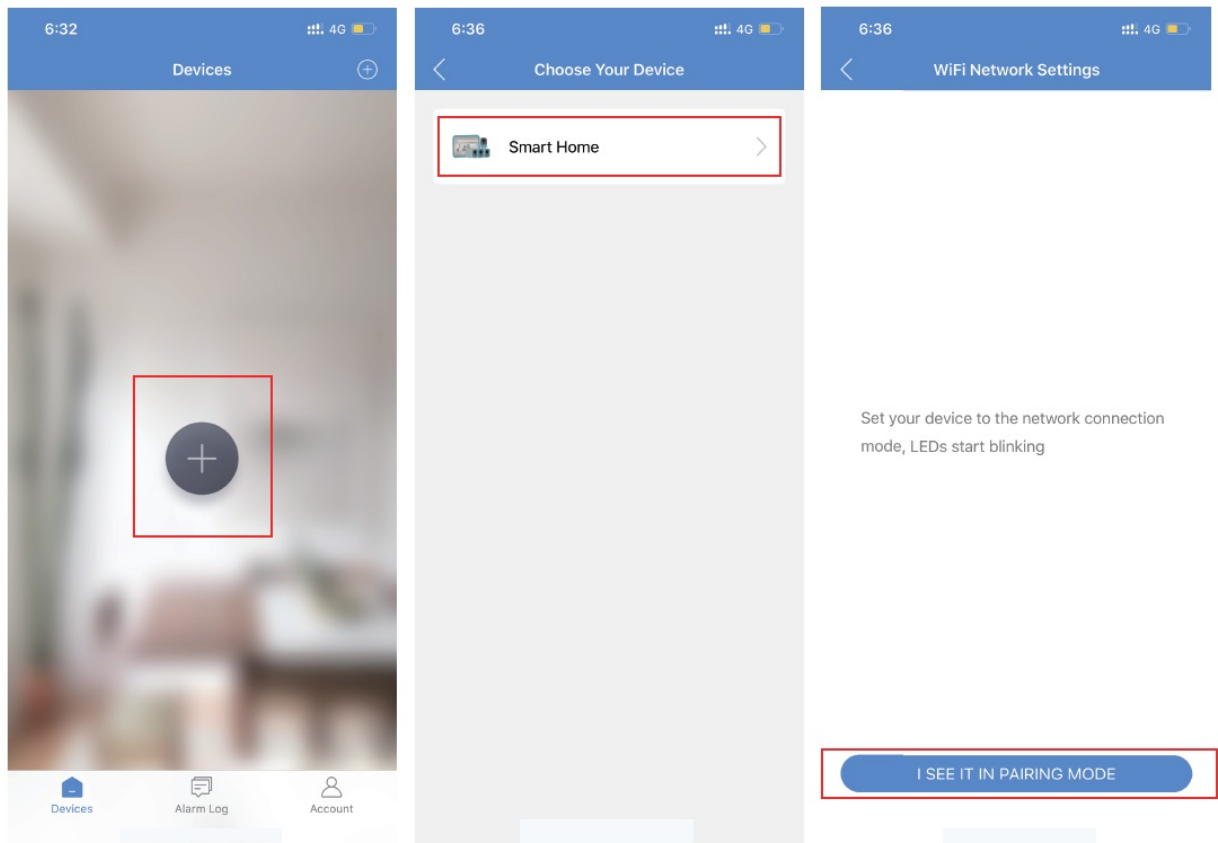 6:32
4G
Devices
Devices
Alarm Log
Account
6:36
4G
Choose Your Device
Smart Home
6:36
4G
WiFi Network Settings
Set your device to the network connection
mode, LEDs start blinking
I SEE IT IN PAIRING MODE